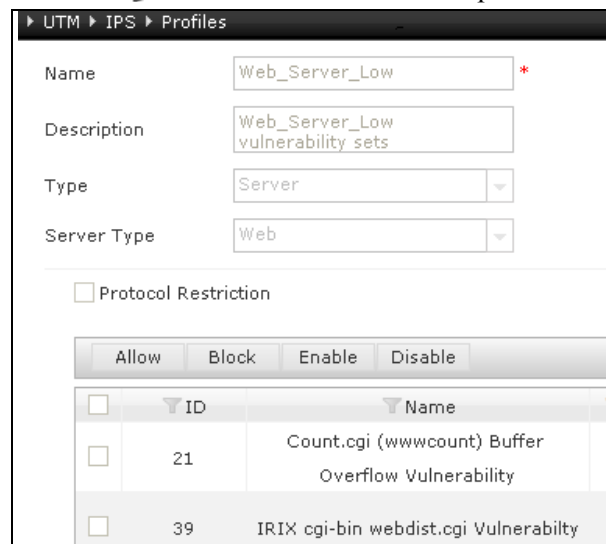 UTM IPS Profiles
Name Web_Server_Low *
Description Web_Server_Low
vulnerability sets
Type Server
Server Type Web
Protocol Restriction
Allow Block Enable Disable
ID Name
21 Count.cgi (wwwcount) Buffer
Overflow Vulnerability
39 IRIX cgi-bin webdist.cgi Vulnerabilty